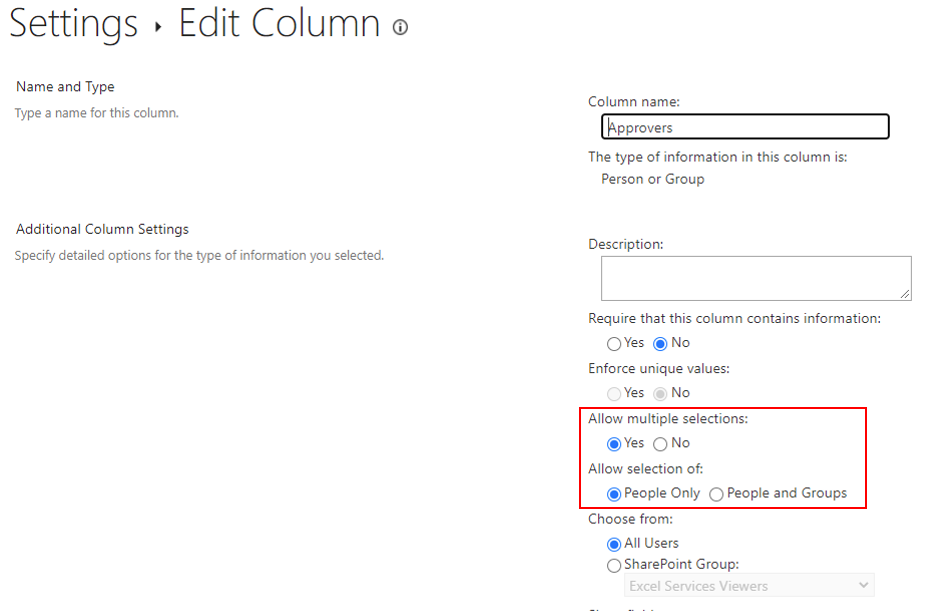 Settings ▸ Edit Column
Name and Type
Type a name for this column.
Column name:
Approvers
The type of information in this column is:
Person or Group
Additional Column Settings
Specify detailed options for the type of information you selected.
Description:
Require that this column contains information:
Yes No
Enforce unique values:
Yes No
Allow multiple selections:
Yes No
Allow selection of:
People Only People and Groups
Choose from:
All Users
SharePoint Group:
Excel Services Viewers